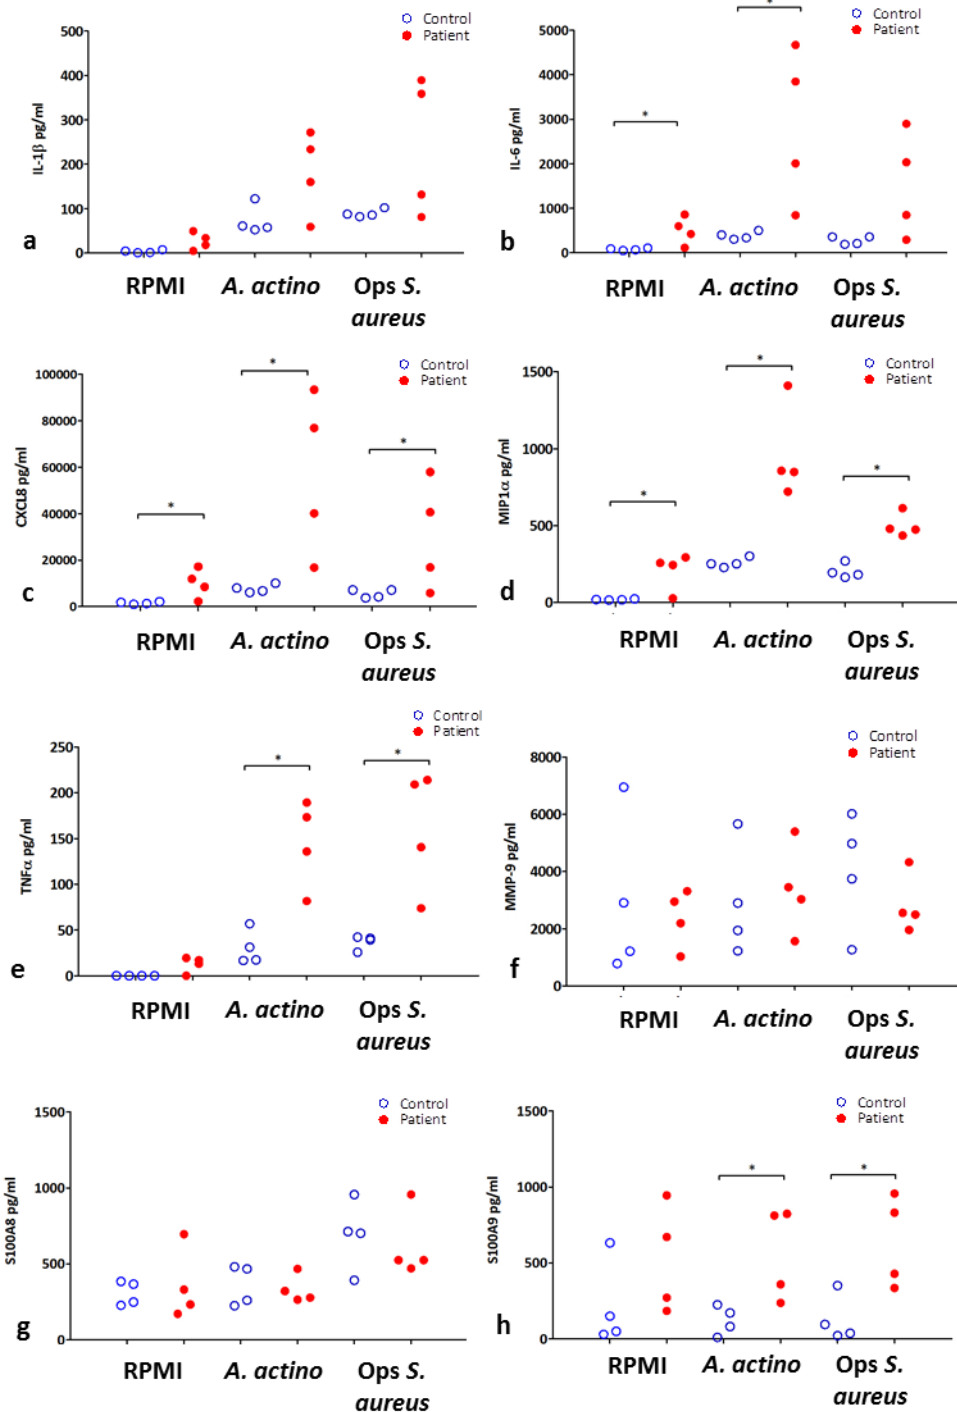 Control
Patient
500
400
300
200
100
0
IL-1β pg/ml
a
RPMI
A. actino
Ops S. aureus
*
Control
Patient
5000
4000
3000
2000
1000
0
IL-6 pg/ml
*
b
RPMI
A. actino
Ops S. aureus
Control
Patient
100000
80000
60000
40000
20000
0
CXCL8 pg/ml
*
*
*
c
RPMI
A. actino
Ops S. aureus
Control
Patient
1500
1000
500
0
MIP1α pg/ml
*
*
*
d
RPMI
A. actino
Ops S. aureus
Control
Patient
250
200
150
100
50
0
TNFα pg/ml
*
*
e
RPMI
A. actino
Ops S. aureus
Control
Patient
8000
6000
4000
2000
0
MMP-9 pg/ml
f
RPMI
A. actino
Ops S. aureus
Control
Patient
1500
1000
500
0
S100A8 pg/ml
g
RPMI
A. actino
Ops S. aureus
Control
Patient
1500
1000
500
0
S100A9 pg/ml
*
*
h
RPMI
A. actino
Ops S. aureus